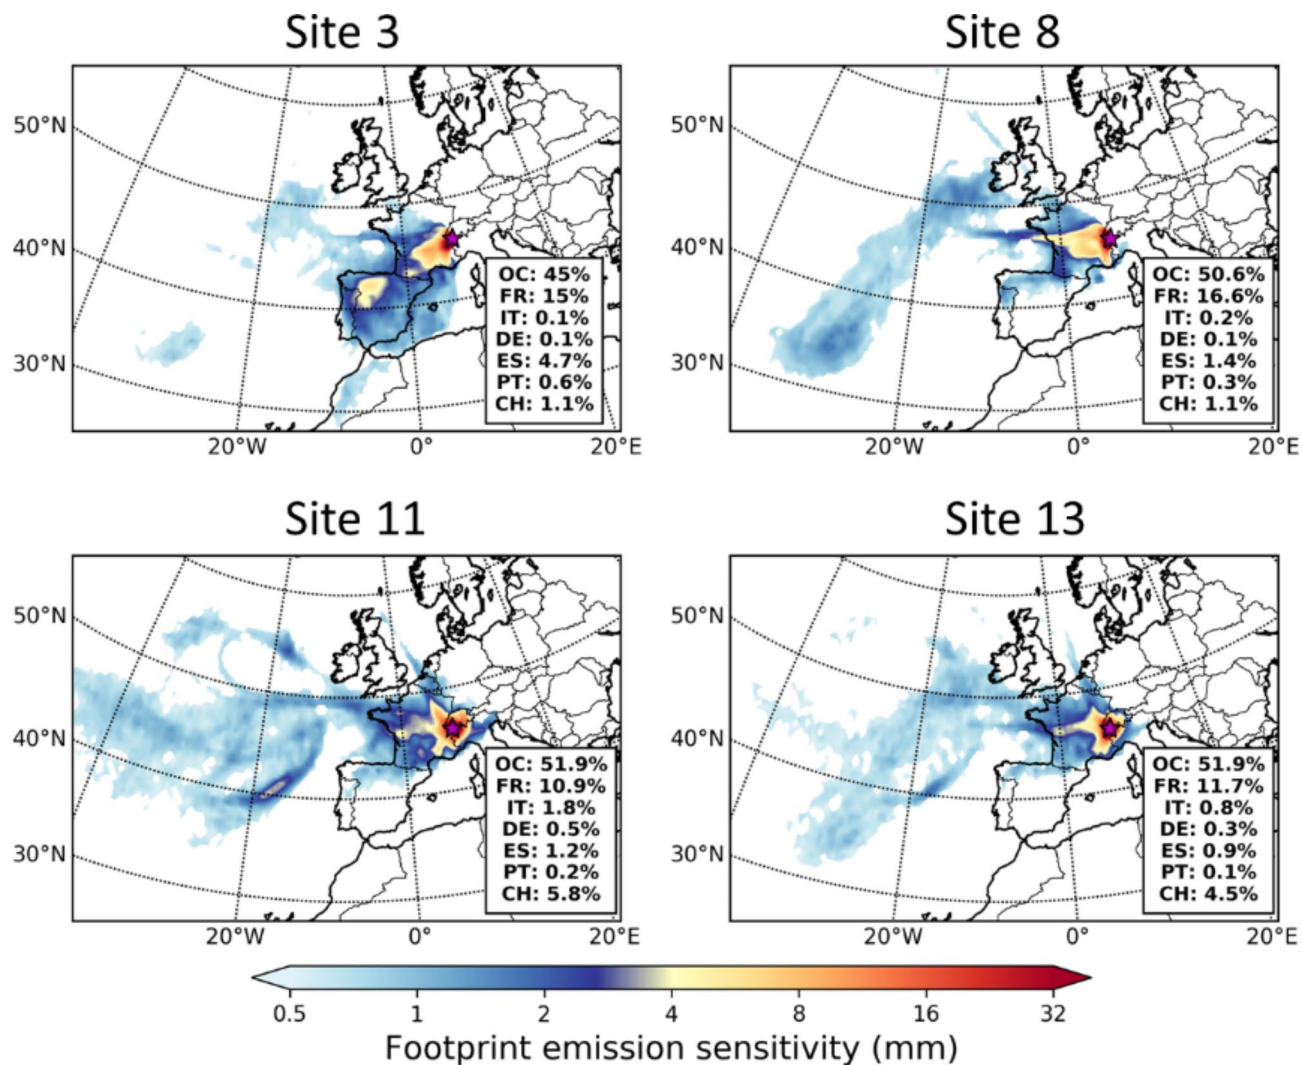 Site 3
Site 8
50°N
40°N
30°N
20°W
0°
20°E
OC: 45%
FR: 15%
IT: 0.1%
DE: 0.1%
ES: 4.7%
PT: 0.6%
CH: 1.1%
50°N
40°N
30°N
20°W
0°
20°E
OC: 50.6%
FR: 16.6%
IT: 0.2%
DE: 0.1%
ES: 1.4%
PT: 0.3%
CH: 1.1%
Site 11
Site 13
50°N
40°N
30°N
20°W
0°
20°E
OC: 51.9%
FR: 10.9%
IT: 1.8%
DE: 0.5%
ES: 1.2%
PT: 0.2%
CH: 5.8%
50°N
40°N
30°N
20°W
0°
20°E
OC: 51.9%
FR: 11.7%
IT: 0.8%
DE: 0.3%
ES: 0.9%
PT: 0.1%
CH: 4.5%
0.5 1 2 4 8 16 32
Footprint emission sensitivity (mm)